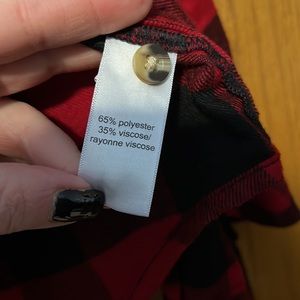 65% polyester
35% viscose/
rayonne viscose